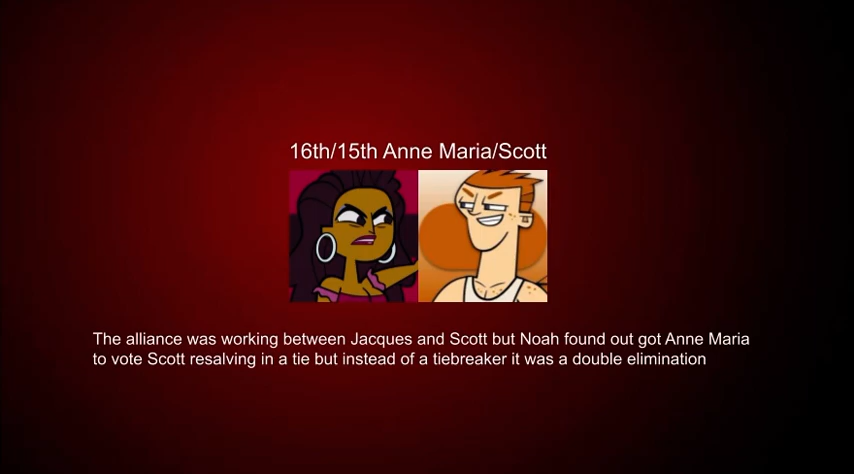 16th/15th Anne Maria/Scott
The alliance was working between Jacques and Scott but Noah found out got Anne Maria
to vote Scott resalving in a tie but instead of a tiebreaker it was a double elimination